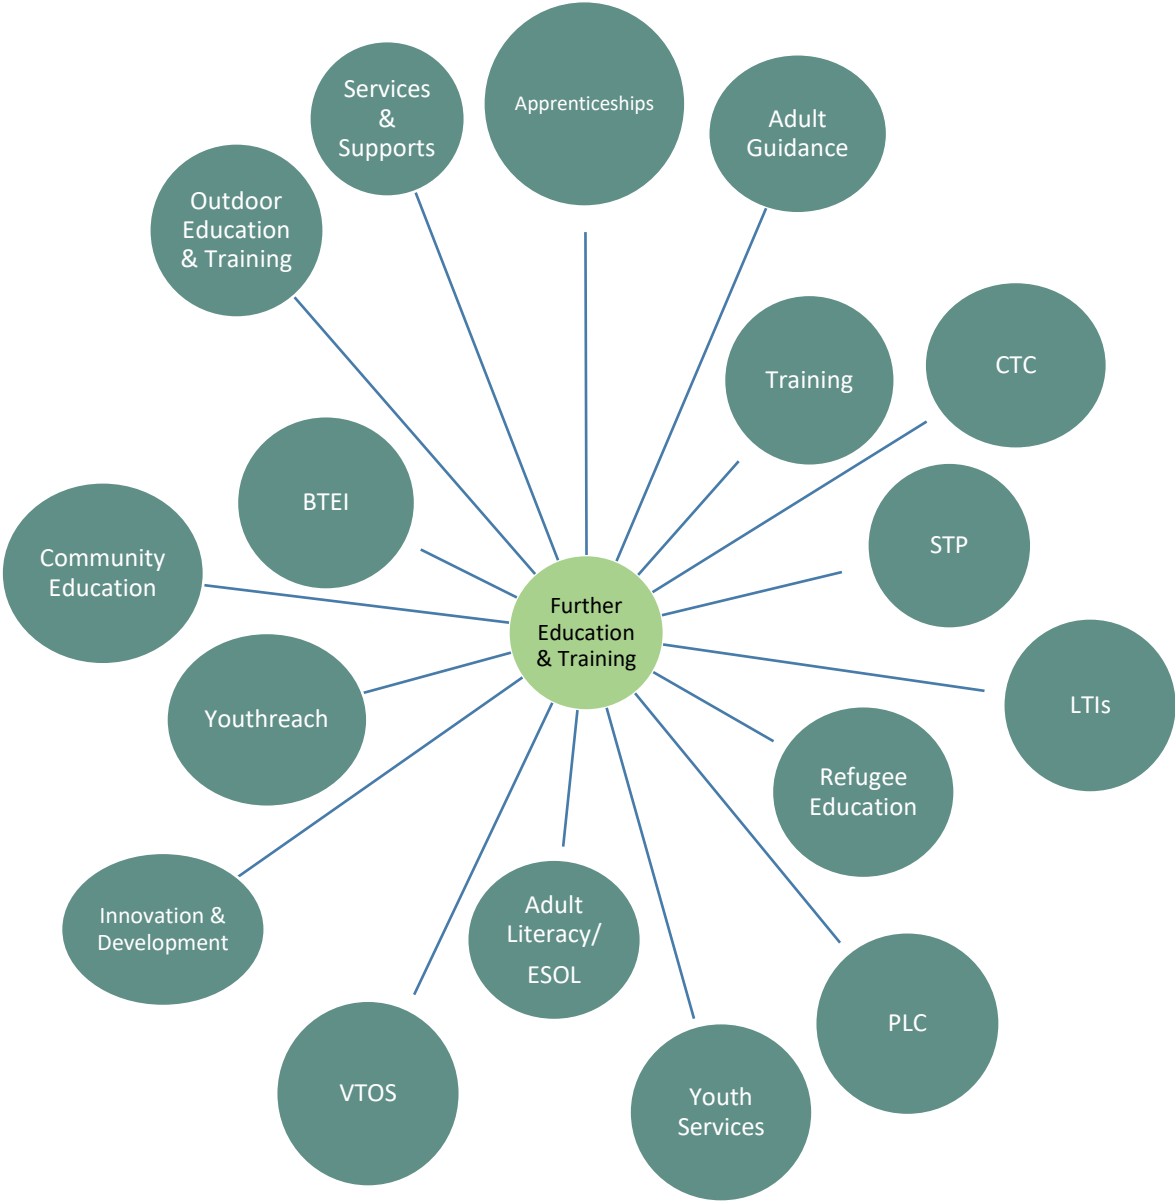 Apprenticeships
Services
&
Supports
Adult
Guidance
Outdoor
Education
& Training
Training
CTC
BTEI
STP
Community
Education
Further
Education
& Training
Youthreach
LTIs
Refugee
Education
Innovation &
Development
Adult
Literacy/
ESOL
PLC
VTOS
Youth
Services